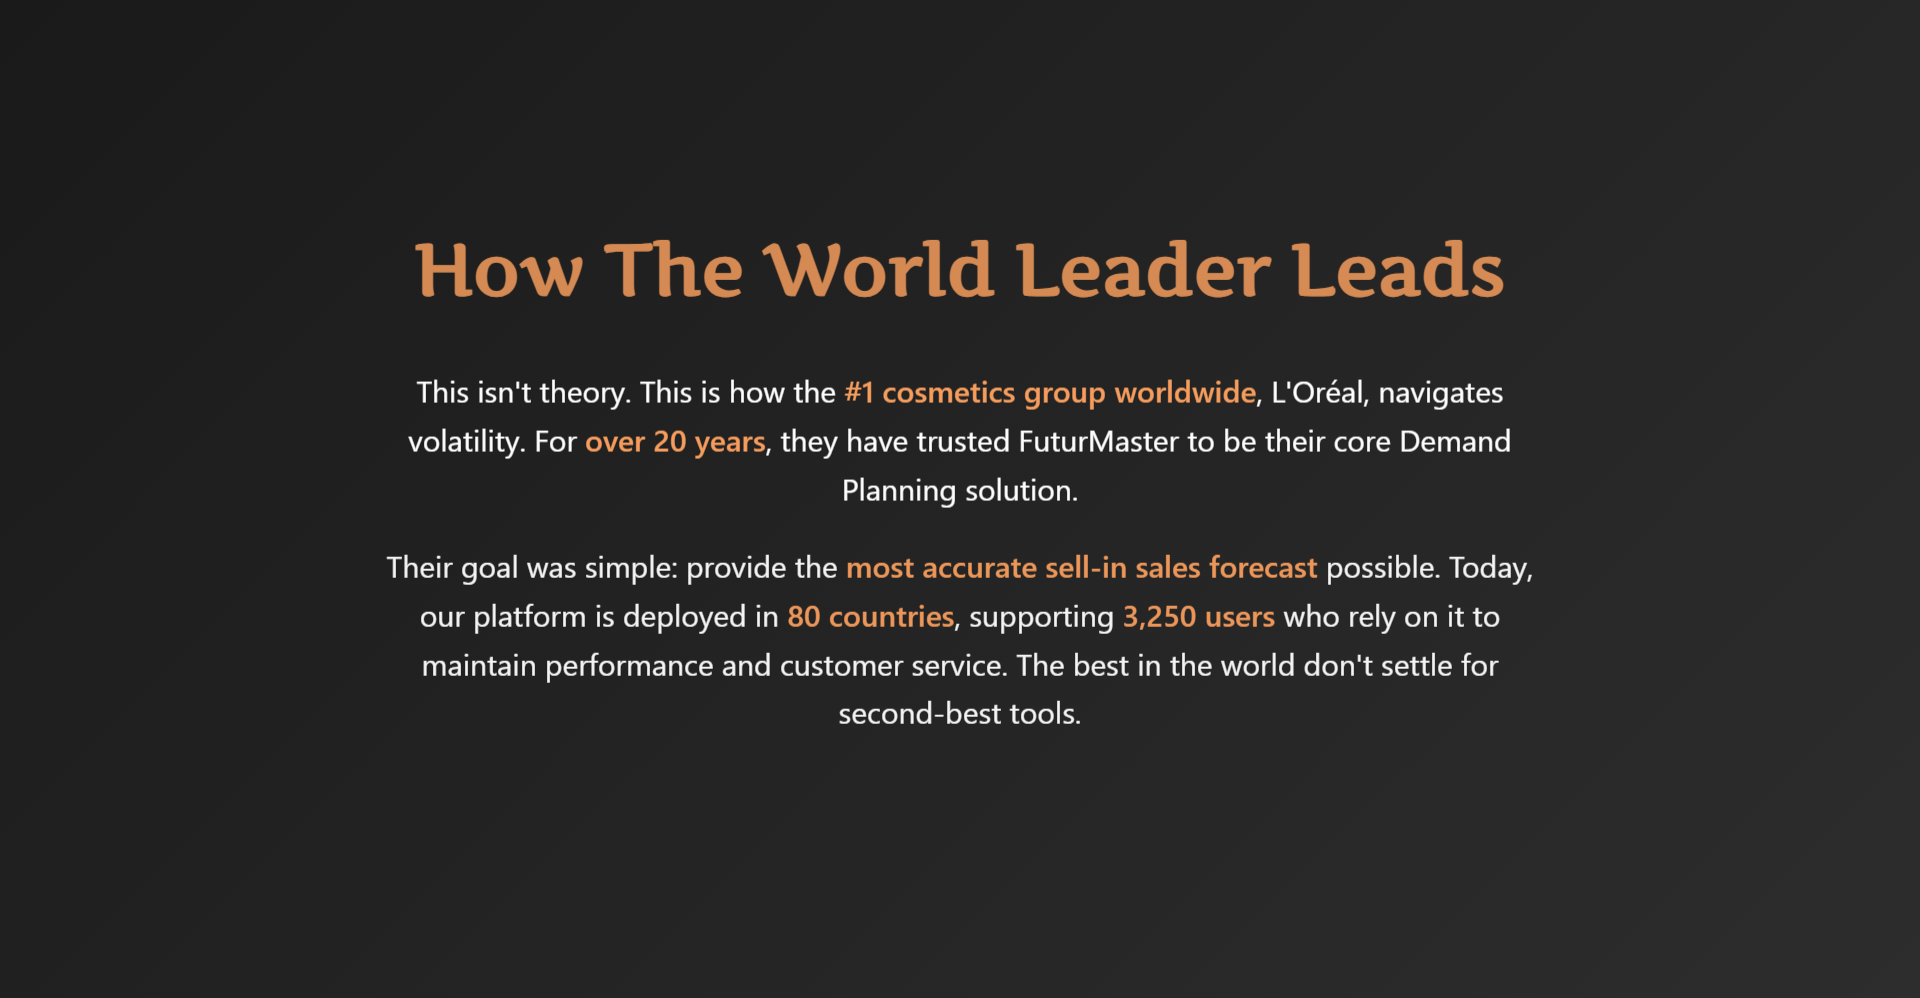 How The World Leader Leads
This isn't theory. This is how the #1 cosmetics group worldwide, L'Oréal, navigates
volatility. For over 20 years, they have trusted FuturMaster to be their core Demand
Planning solution.
Their goal was simple: provide the most accurate sell-in sales forecast possible. Today,
our platform is deployed in 80 countries, supporting 3,250 users who rely on it to
maintain performance and customer service. The best in the world don't settle for
second-best tools.